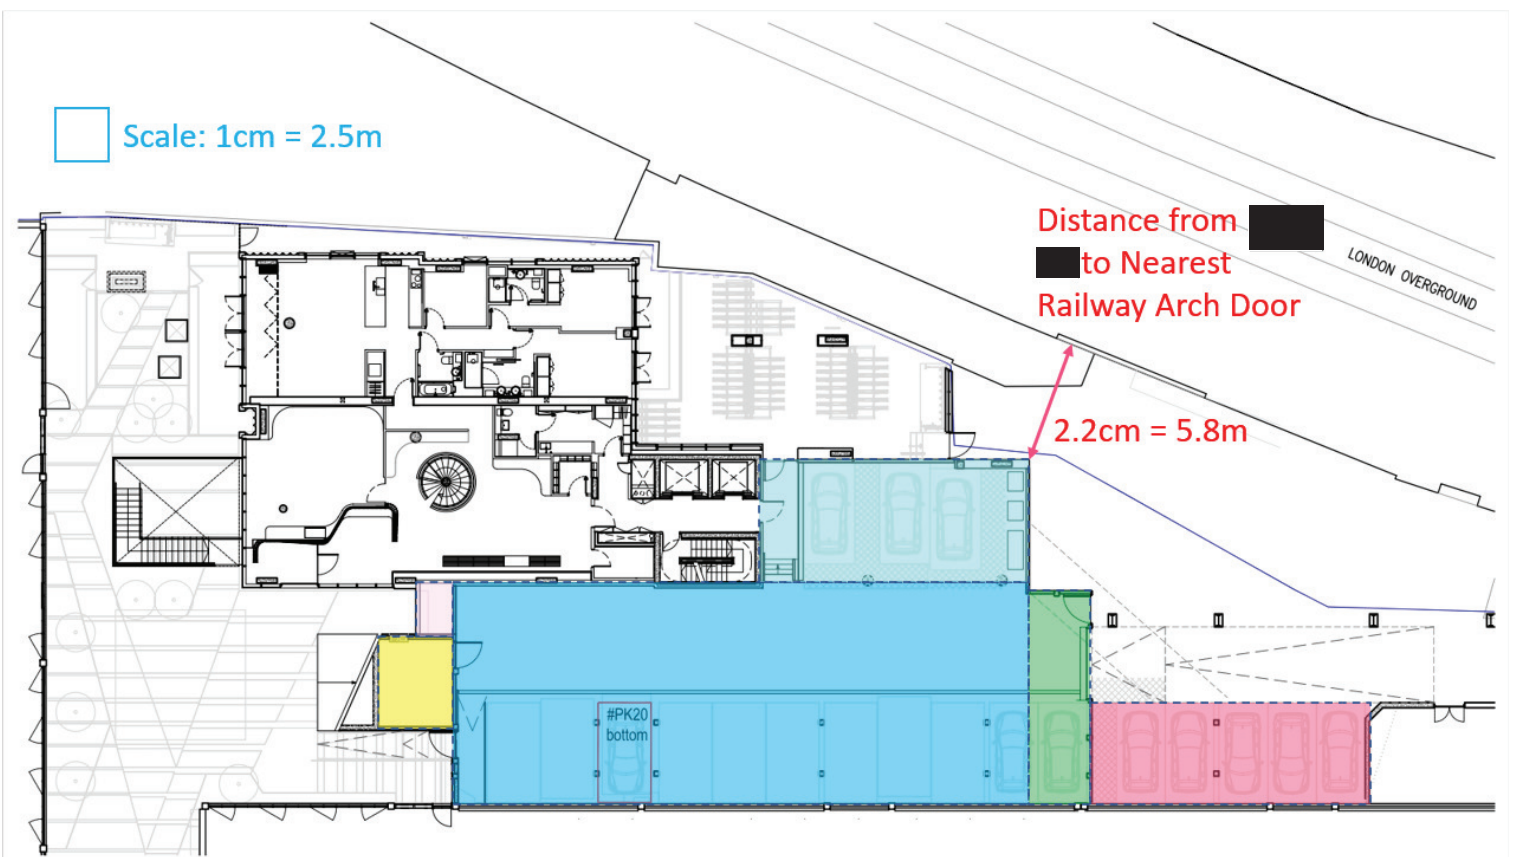 Scale: 1cm = 2.5m
Distance from
to Nearest
Railway Arch Door
LONDON OVERGROUND
2.2cm = 5.8m
#PK20
bottom